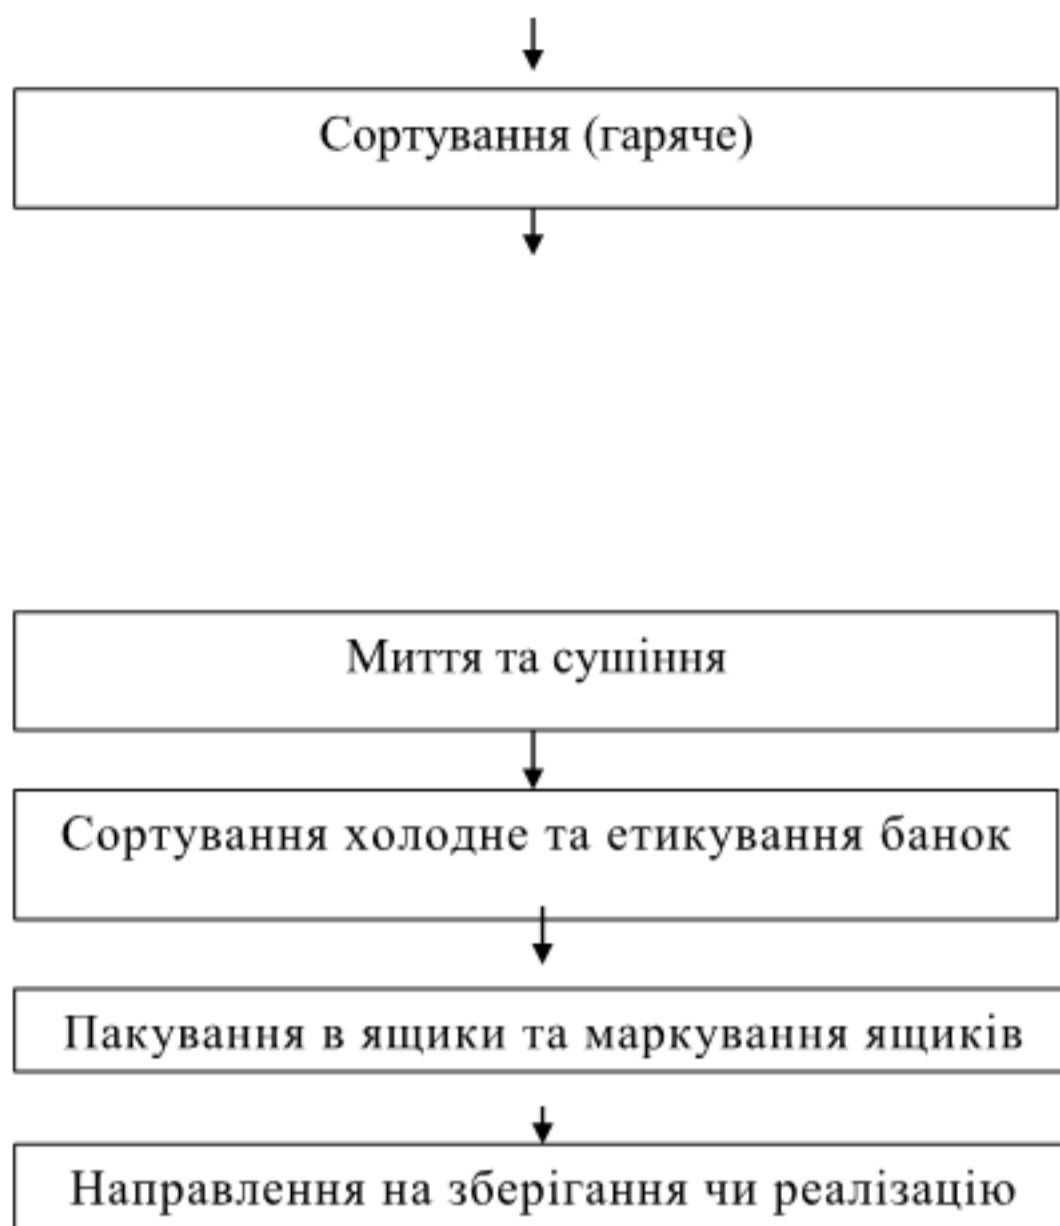 Сортування (гаряче)
Миття та сушіння
Сортування холодне та етикування банок
Пакування в ящики та маркування ящиків
Направлення на зберігання чи реалізацію